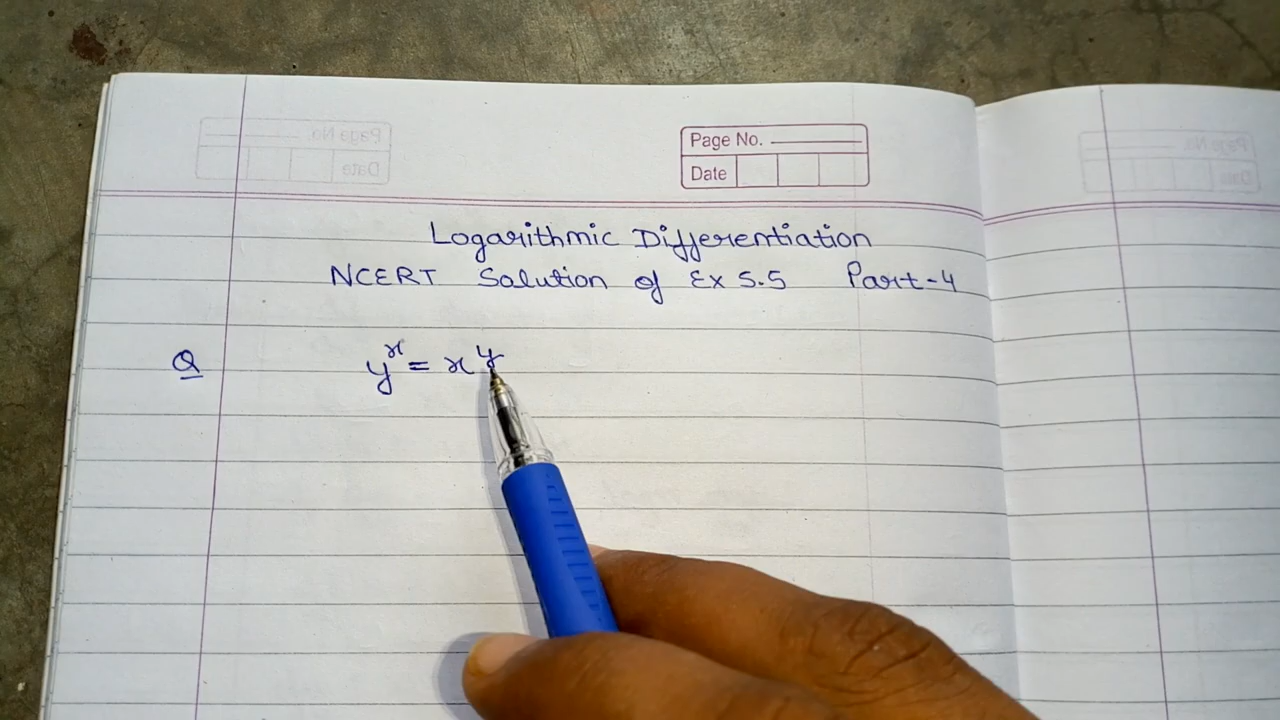 Page No.
Date
Logarithmic Differentiation
NCERT Solution of Ex 5.5 Part-4
Q y^x = x^y